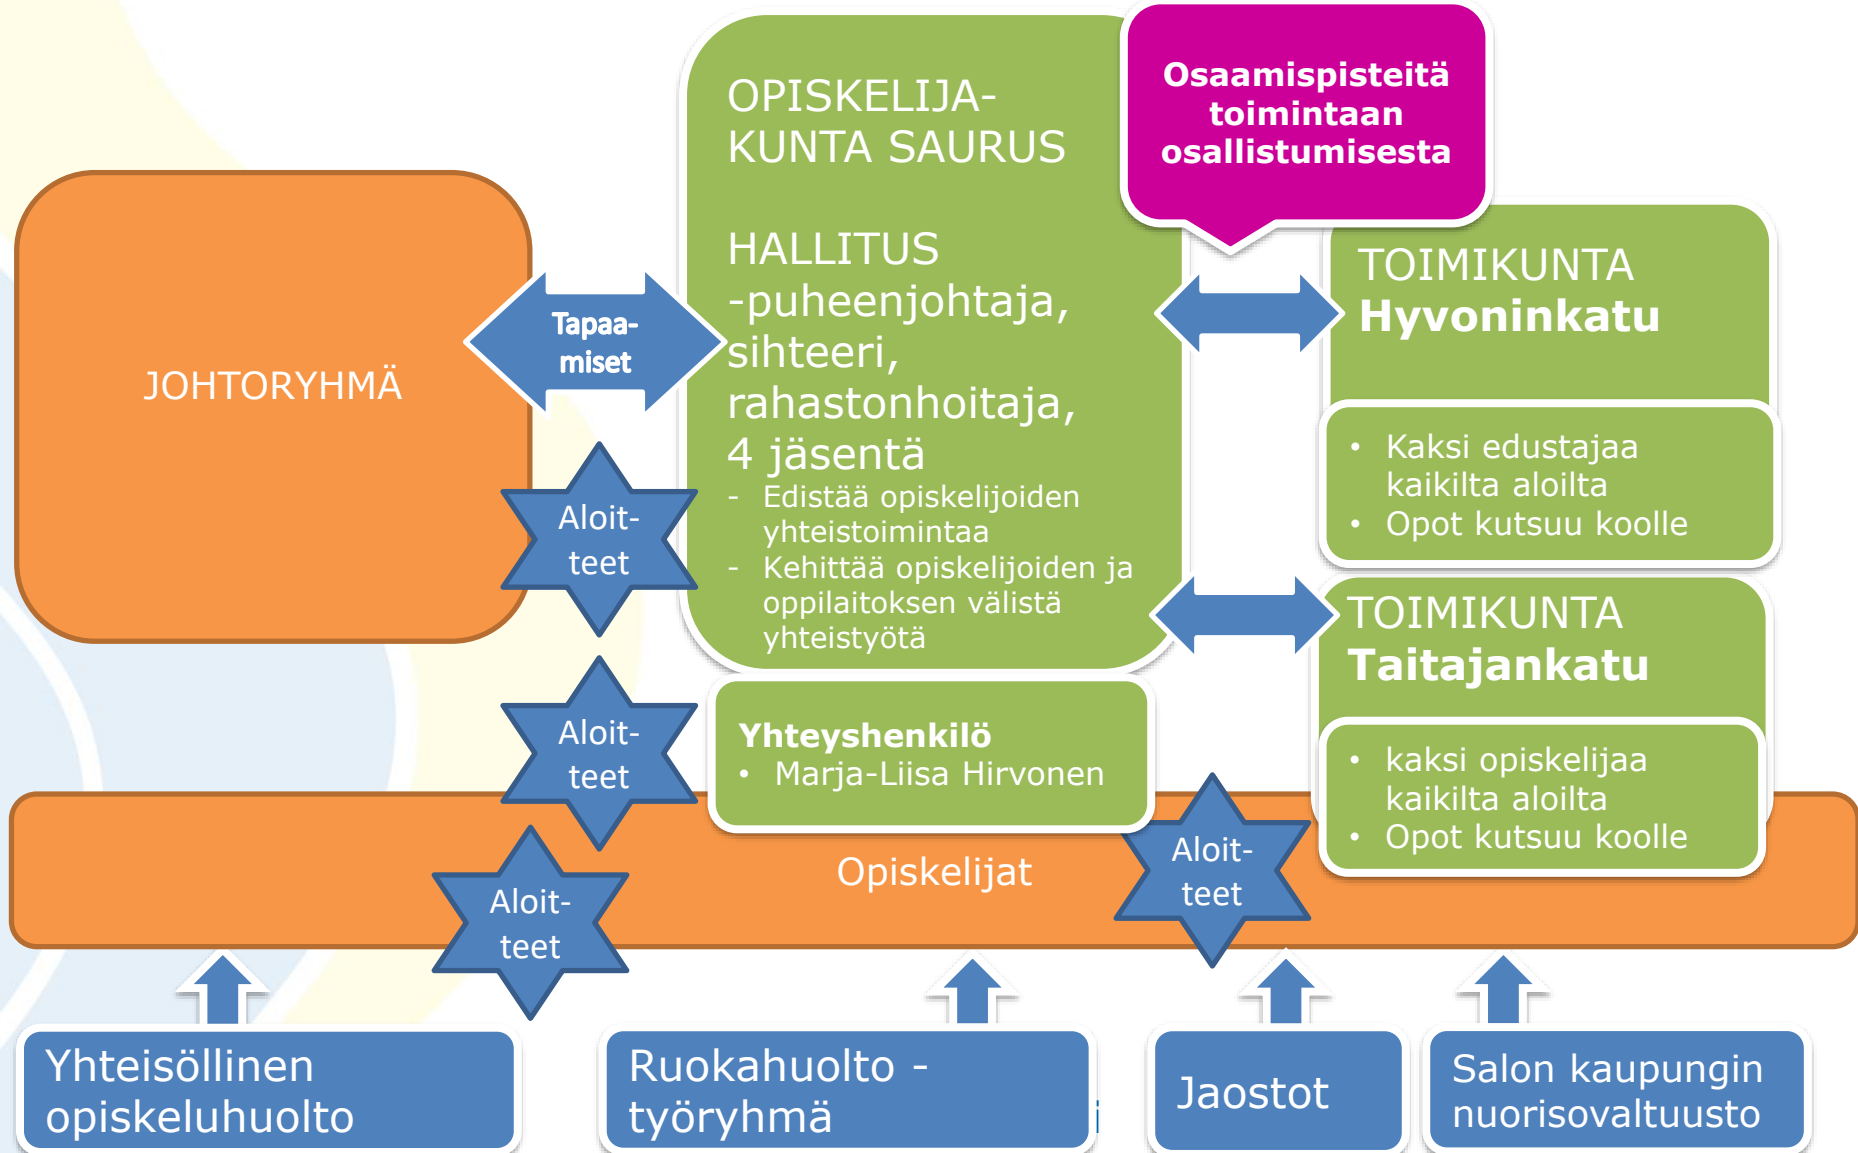 JOHTORYHMÄ
Tapaa-
miset
OPISKELIJA-
KUNTA SAURUS
HALLITUS
-puheenjohtaja,
sihteeri,
rahastonhoitaja,
4 jäsentä
- Edistää opiskelijoiden
yhteistoimintaa
- Kehittää opiskelijoiden ja
oppilaitoksen välistä
yhteistyötä
Osaamispisteitä
toimintaan
osallistumisesta
TOIMIKUNTA
Hyvoninkatu
• Kaksi edustajaa
kaikilta aloilta
• Opot kutsuu koolle
TOIMIKUNTA
Taitajankatu
• kaksi opiskelijaa
kaikilta aloilta
• Opot kutsuu koolle
Aloit-
teet
Aloit-
teet
Yhteyshenkilö
• Marja-Liisa Hirvonen
Aloit-
teet
Opiskelijat
Aloit-
teet
Yhteisöllinen
opiskeluhuolto
Ruokahuolto -
työryhmä
Jaostot
Salon kaupungin
nuorisovaltuusto